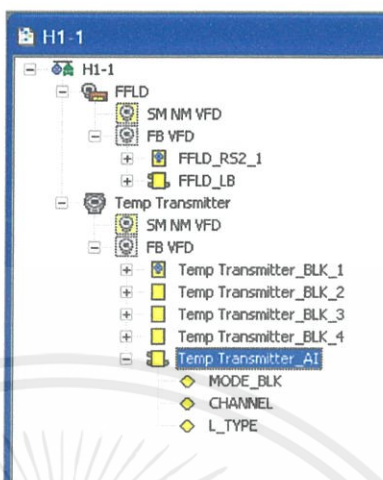 H1-1
H1-1
FFLD
SM NM VFD
FB VFD
FFLD_RS2_1
FFLD_LB
Temp Transmitter
SM NM VFD
FB VFD
Temp Transmitter_BLK_1
Temp Transmitter_BLK_2
Temp Transmitter_BLK_3
Temp Transmitter_BLK_4
Temp Transmitter_AI
MODE_BLK
CHANNEL
L_TYPE